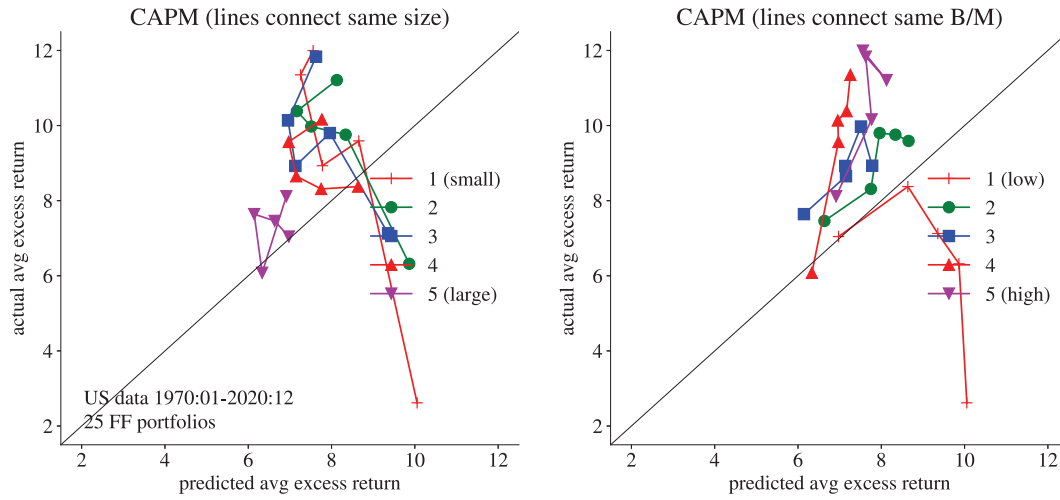 CAPM (lines connect same size)
12
10
8
6
4
2
actual avg excess return
1 (small)
2
3
4
5 (large)
US data 1970:01-2020:12
25 FF portfolios
2 4 6 8 10 12
predicted avg excess return
CAPM (lines connect same B/M)
12
10
8
6
4
2
actual avg excess return
1 (low)
2
3
4
5 (high)
2 4 6 8 10 12
predicted avg excess return